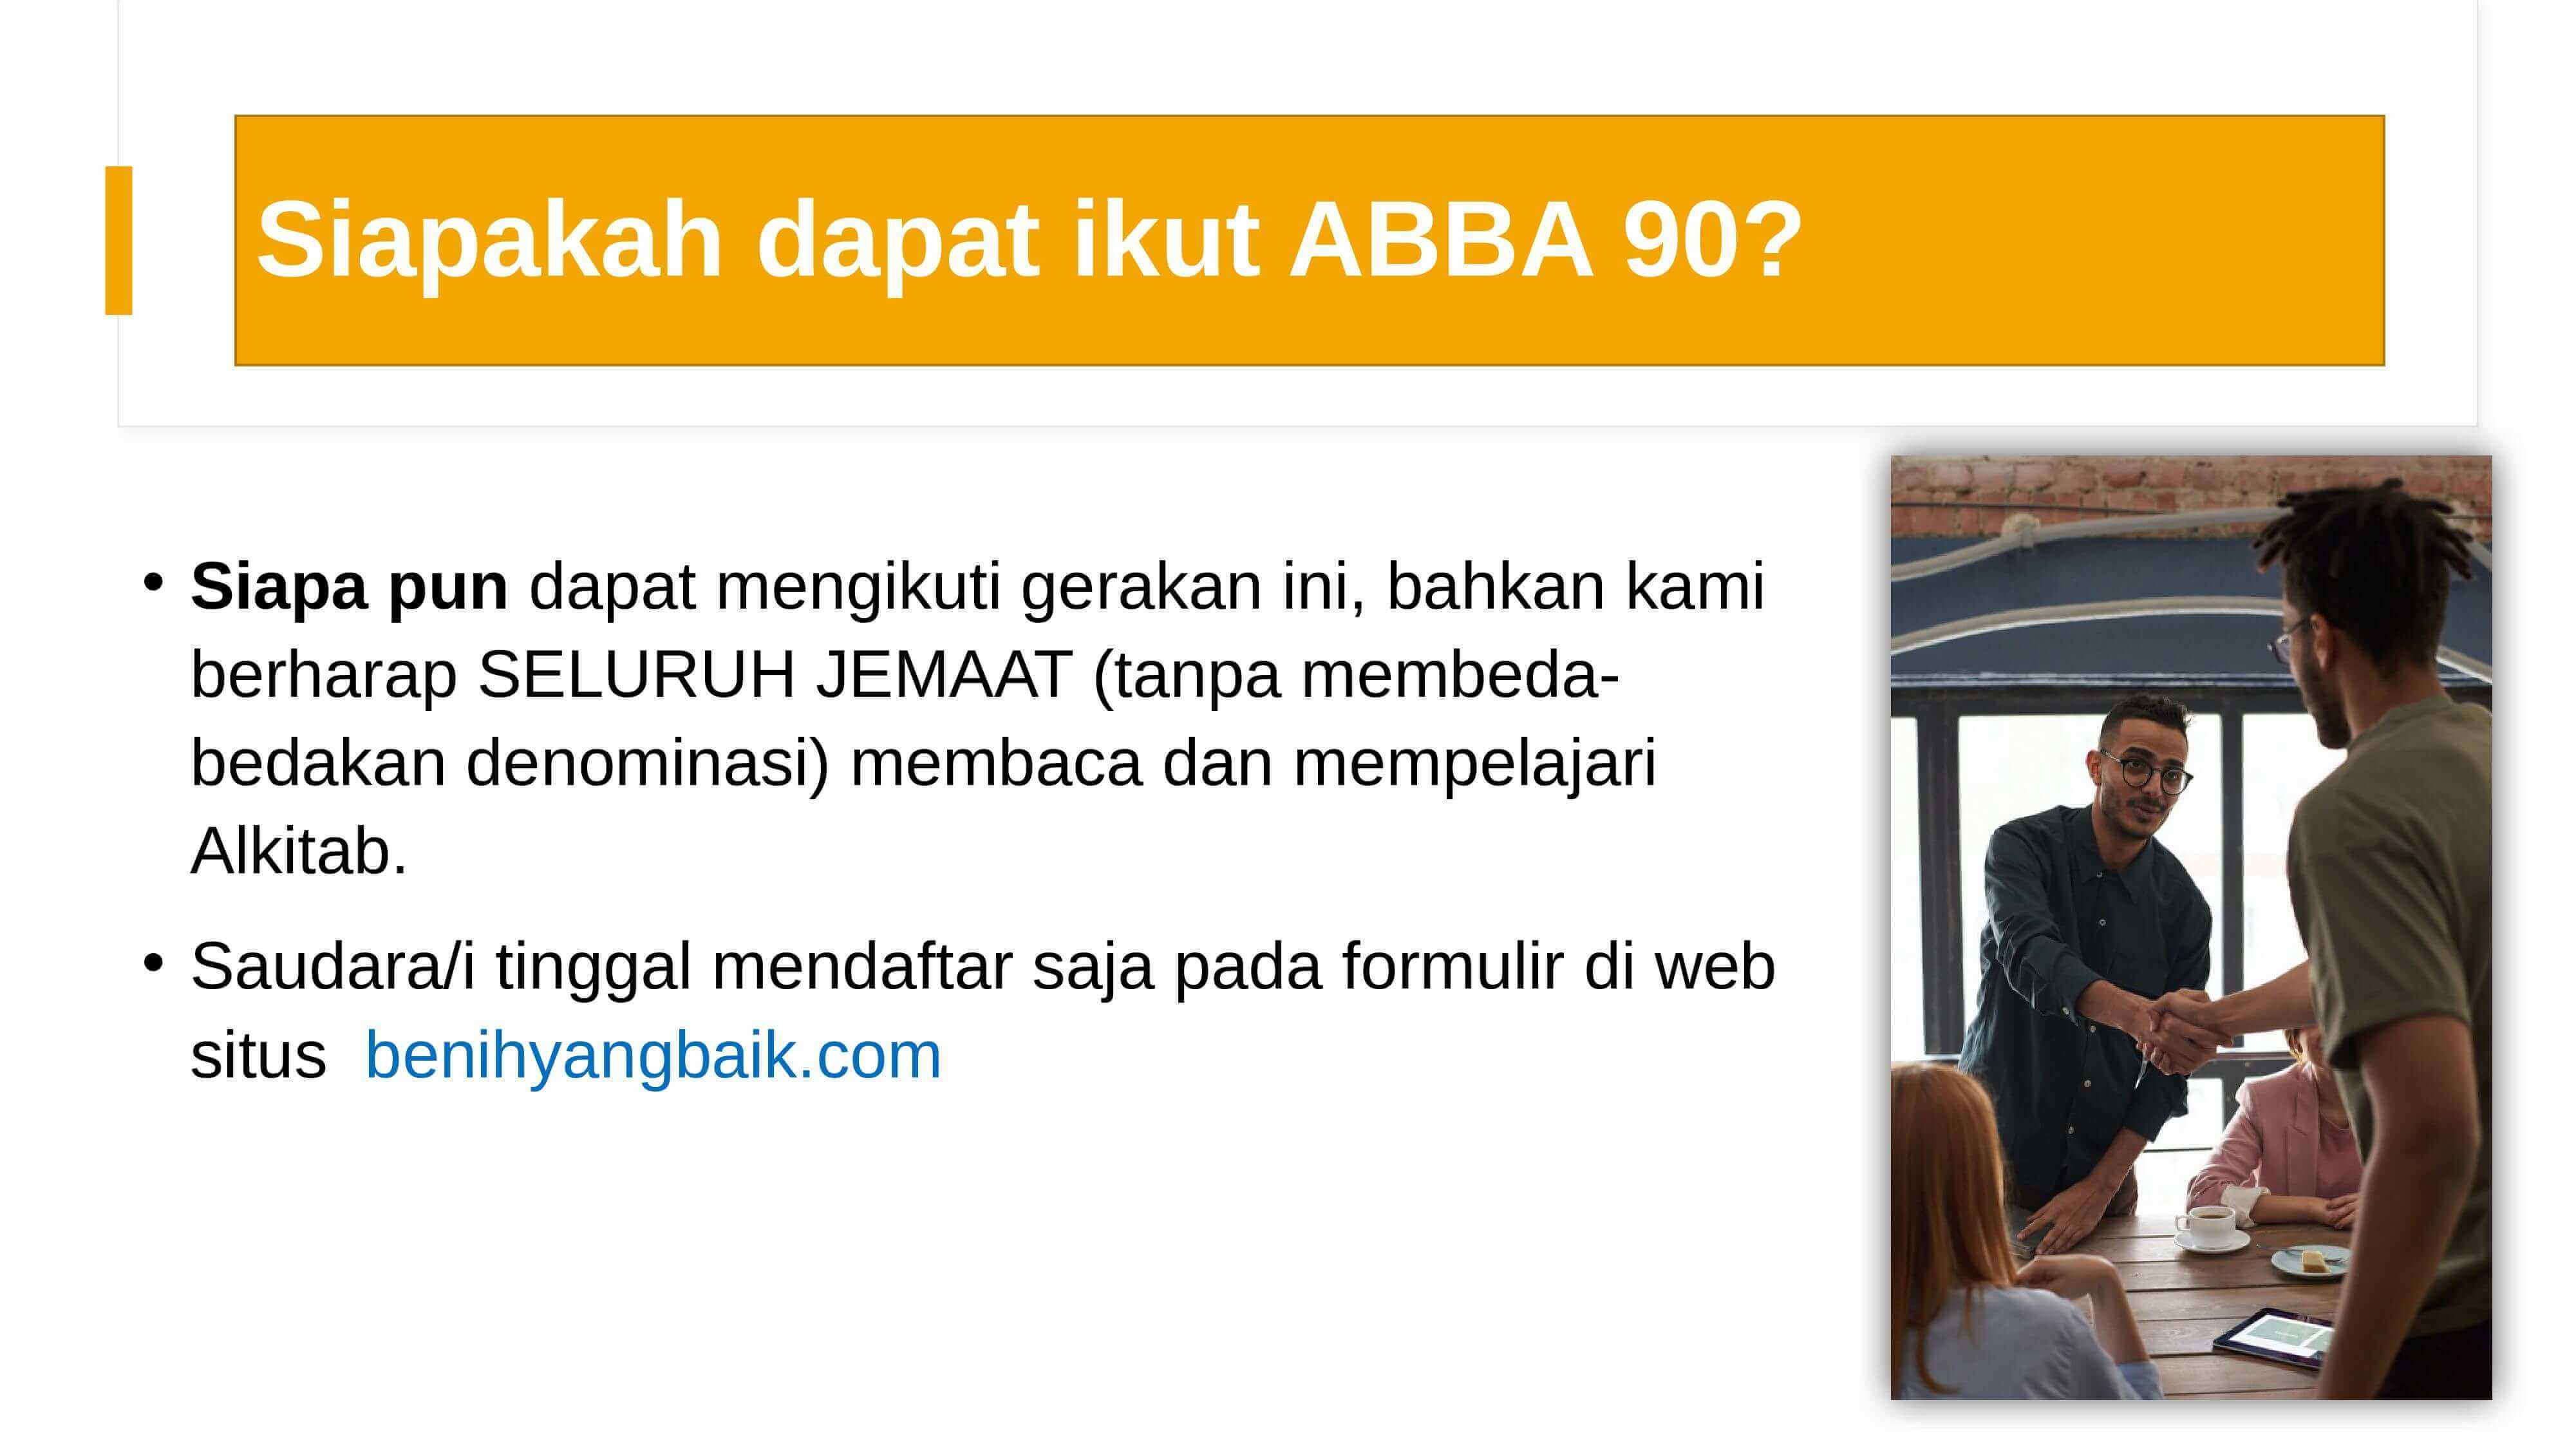 Siapakah dapat ikut ABBA 90?
• Siapa pun dapat mengikuti gerakan ini, bahkan kami
berharap SELURUH JEMAAT (tanpa membeda-
bedakan denominasi) membaca dan mempelajari
Alkitab.
• Saudara/i tinggal mendaftar saja pada formulir di web
situs  benihyangbaik.com